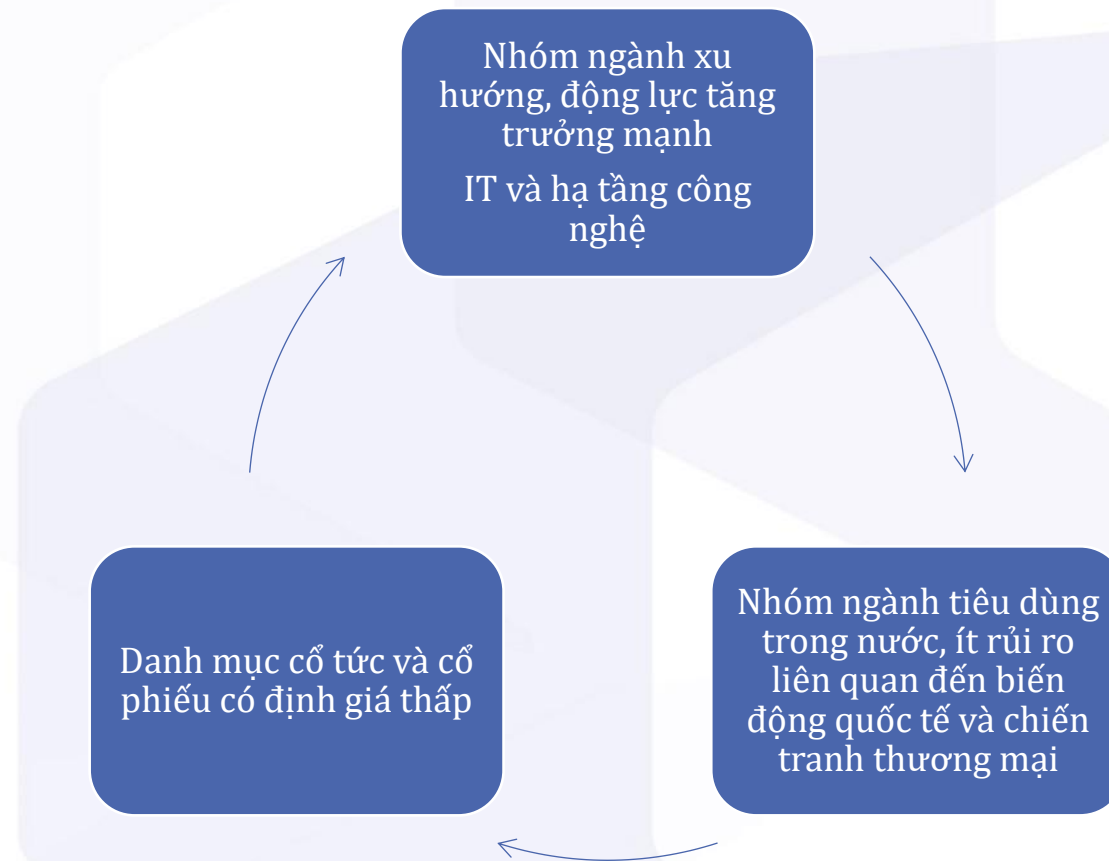 Nhóm ngành xu
hướng, động lực tăng
trưởng mạnh
IT và hạ tầng công
nghệ
Danh mục cổ tức và cổ
phiếu có định giá thấp
Nhóm ngành tiêu dùng
trong nước, ít rủi ro
liên quan đến biến
động quốc tế và chiến
tranh thương mại